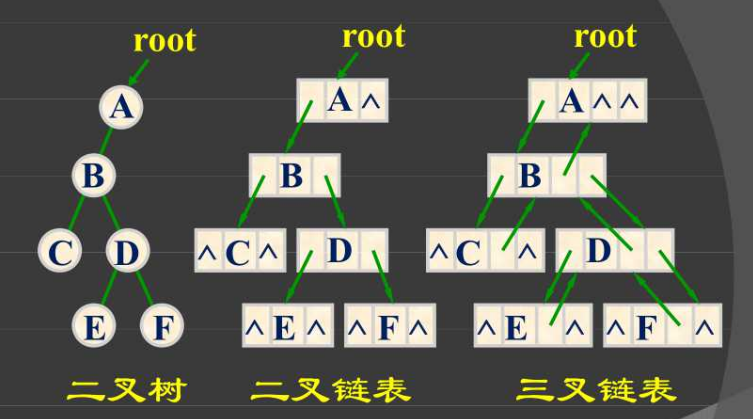 root root root
A A ∧ A ∧ ∧
B B B
C D ∧ C ∧ D ∧ C ∧ D
E F ∧ E ∧ ∧ F ∧ ∧ E ∧ ∧ F ∧
二叉树 二叉链表 三叉链表